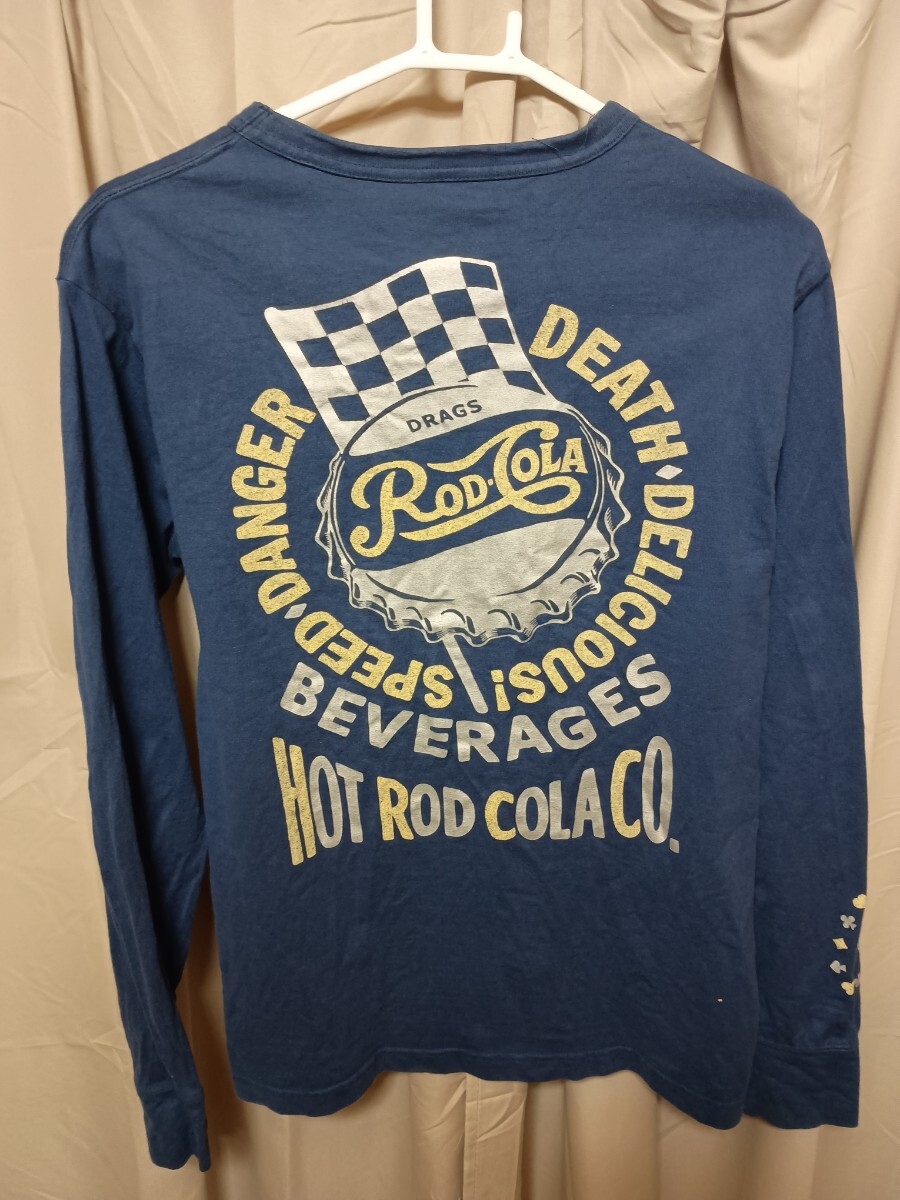 SPEED◆DANGER
DEATH◆DELICIOUS!
DRAGS
ROD-COLA
BEVERAGES
HOT ROD COLA CO.